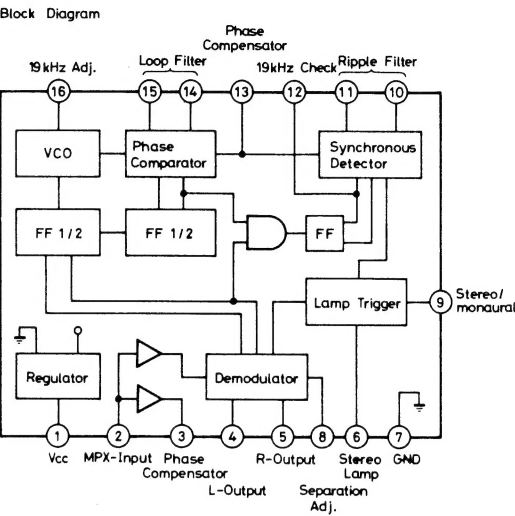 Block Diagram
Phase
Compensator
19kHz Adj.
Loop Filter
19kHz Check
Ripple Filter
16
15
14
13
12
11
10
VCO
Phase
Comparator
Synchronous
Detector
FF 1/2
FF 1/2
FF
Lamp Trigger
9
Stereo/
monaural
Regulator
Demodulator
1
2
3
4
5
8
6
7
Vcc
MPX-Input
Phase
Compensator
L-Output
R-Output
Separation
Adj.
Stereo
Lamp
GND